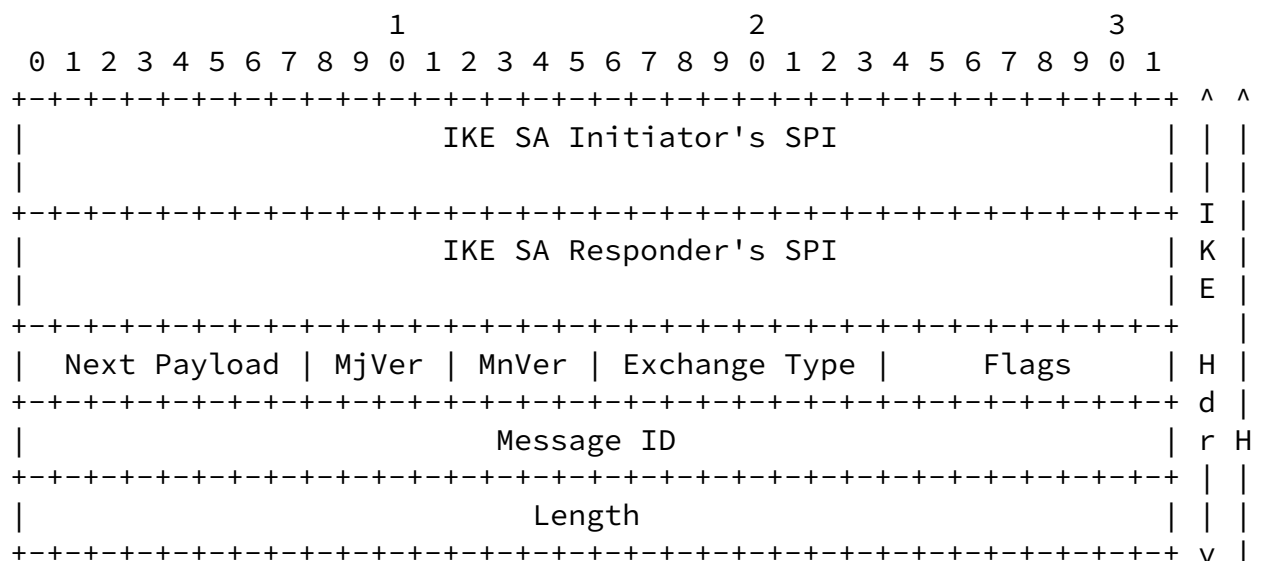 1                   2                   3
 0 1 2 3 4 5 6 7 8 9 0 1 2 3 4 5 6 7 8 9 0 1 2 3 4 5 6 7 8 9 0 1
+-+-+-+-+-+-+-+-+-+-+-+-+-+-+-+-+-+-+-+-+-+-+-+-+-+-+-+-+-+-+-+-+ ^ ^
|                       IKE SA Initiator's SPI                  | | |
|                                                               | | |
+-+-+-+-+-+-+-+-+-+-+-+-+-+-+-+-+-+-+-+-+-+-+-+-+-+-+-+-+-+-+-+-+ I |
|                       IKE SA Responder's SPI                  | K |
|                                                               | E |
+-+-+-+-+-+-+-+-+-+-+-+-+-+-+-+-+-+-+-+-+-+-+-+-+-+-+-+-+-+-+-+-+   |
|  Next Payload | MjVer | MnVer | Exchange Type |     Flags     | H |
+-+-+-+-+-+-+-+-+-+-+-+-+-+-+-+-+-+-+-+-+-+-+-+-+-+-+-+-+-+-+-+-+ d |
|                          Message ID                           | r H
+-+-+-+-+-+-+-+-+-+-+-+-+-+-+-+-+-+-+-+-+-+-+-+-+-+-+-+-+-+-+-+-+ | |
|                            Length                             | | |
+-+-+-+-+-+-+-+-+-+-+-+-+-+-+-+-+-+-+-+-+-+-+-+-+-+-+-+-+-+-+-+-+ v |